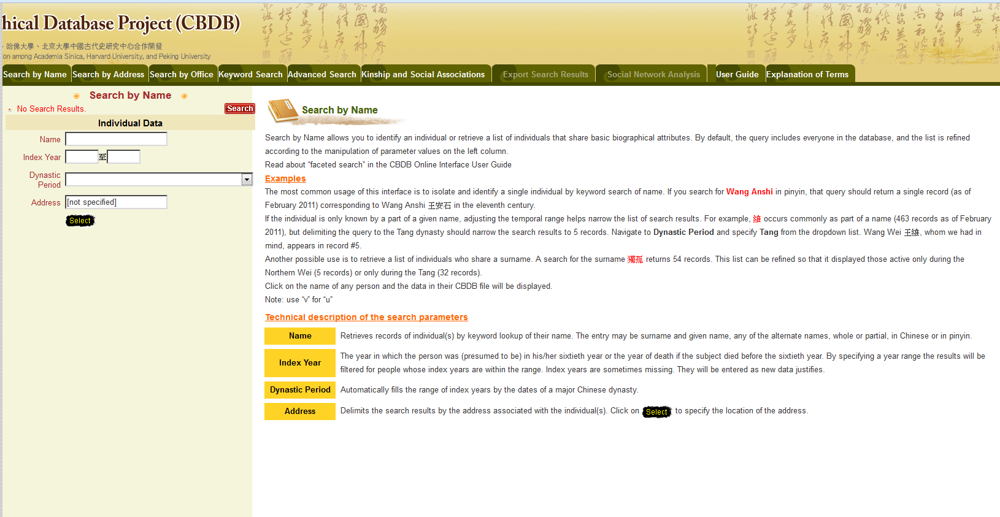 hical Database Project (CBDB)
哈佛大學、北京大學中國古代史研究中心合作開發
on among Academia Sinica, Harvard University, and Peking University
Search by Name Search by Address Search by Office Keyword Search Advanced Search Kinship and Social Associations Export Search Results Social Network Analysis User Guide Explanation of Terms
Search by Name
No Search Results. Search
Individual Data
Name
Index Year 至
Dynastic
Period
Address [not specified]
Select
Search by Name
Search by Name allows you to identify an individual or retrieve a list of individuals that share basic biographical attributes. By default, the query includes everyone in the database, and the list is refined
according to the manipulation of parameter values on the left column.
Read about “faceted search” in the CBDB Online Interface User Guide
Examples
The most common usage of this interface is to isolate and identify a single individual by keyword search of name. If you search for Wang Anshi in pinyin, that query should return a single record (as of
February 2011) corresponding to Wang Anshi 王安石 in the eleventh century.
If the individual is only known by a part of a given name, adjusting the temporal range helps narrow the list of search results. For example, 維 occurs commonly as part of a name (463 records as of February
2011), but delimiting the query to the Tang dynasty should narrow the search results to 5 records. Navigate to Dynastic Period and specify Tang from the dropdown list. Wang Wei 王維, whom we had in
mind, appears in record #5.
Another possible use is to retrieve a list of individuals who share a surname. A search for the surname 獨孤 returns 54 records. This list can be refined so that it displayed those active only during the
Northern Wei (5 records) or only during the Tang (32 records).
Click on the name of any person and the data in their CBDB file will be displayed.
Note: use “v” for “u”
Technical description of the search parameters
Name Retrieves records of individual(s) by keyword lookup of their name. The entry may be surname and given name, any of the alternate names, whole or partial, in Chinese or in pinyin.
Index Year The year in which the person was (presumed to be) in his/her sixtieth year or the year of death if the subject died before the sixtieth year. By specifying a year range the results will be
filtered for people whose index years are within the range. Index years are sometimes missing. They will be entered as new data justifies.
Dynastic Period Automatically fills the range of index years by the dates of a major Chinese dynasty.
Address Delimits the search results by the address associated with the individual(s). Click on Select to specify the location of the address.